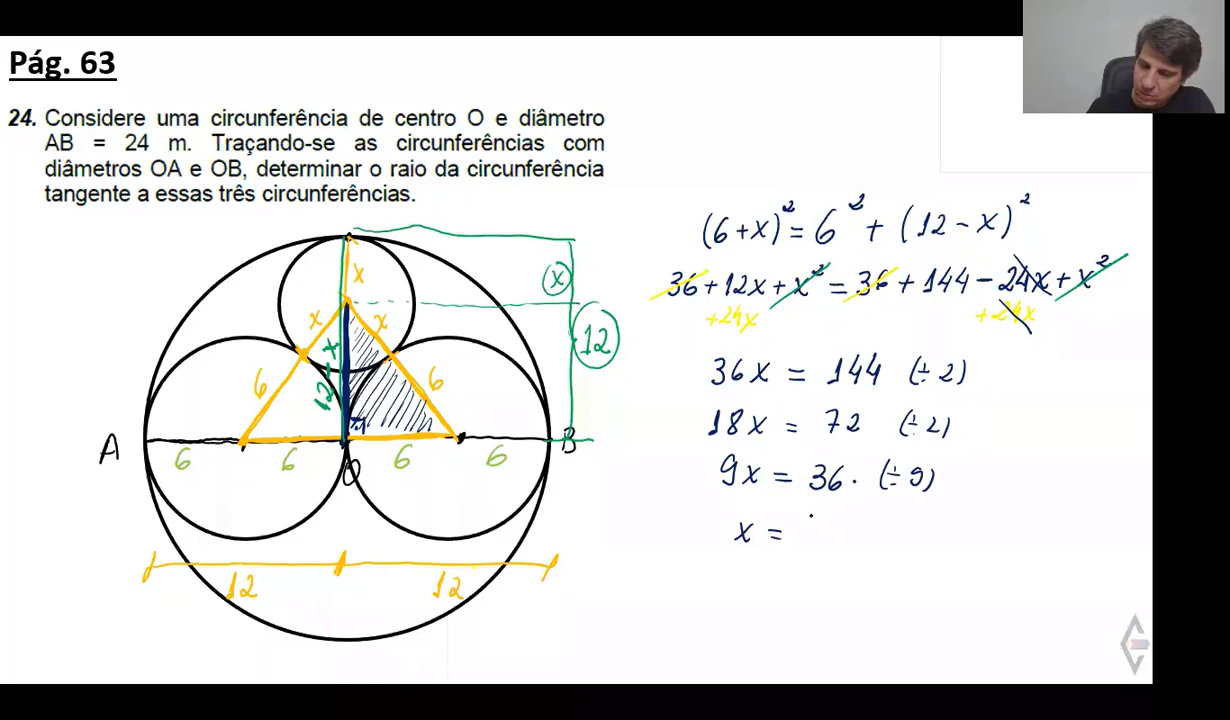 Pág. 63
24. Considere uma circunferência de centro O e diâmetro
AB = 24 m. Traçando-se as circunferências com
diâmetros OA e OB, determinar o raio da circunferência
tangente a essas três circunferências.
(6+x)² = 6² + (12-x)²
36 + 12x + x² = 36 + 144 - 24x + x²
+24x +24x
36x = 144 (÷2)
18x = 72 (÷2)
9x = 36. (÷9)
x =
x
x
x x
12
12-x
6 6
A B
6 6 6 6
O
12 12